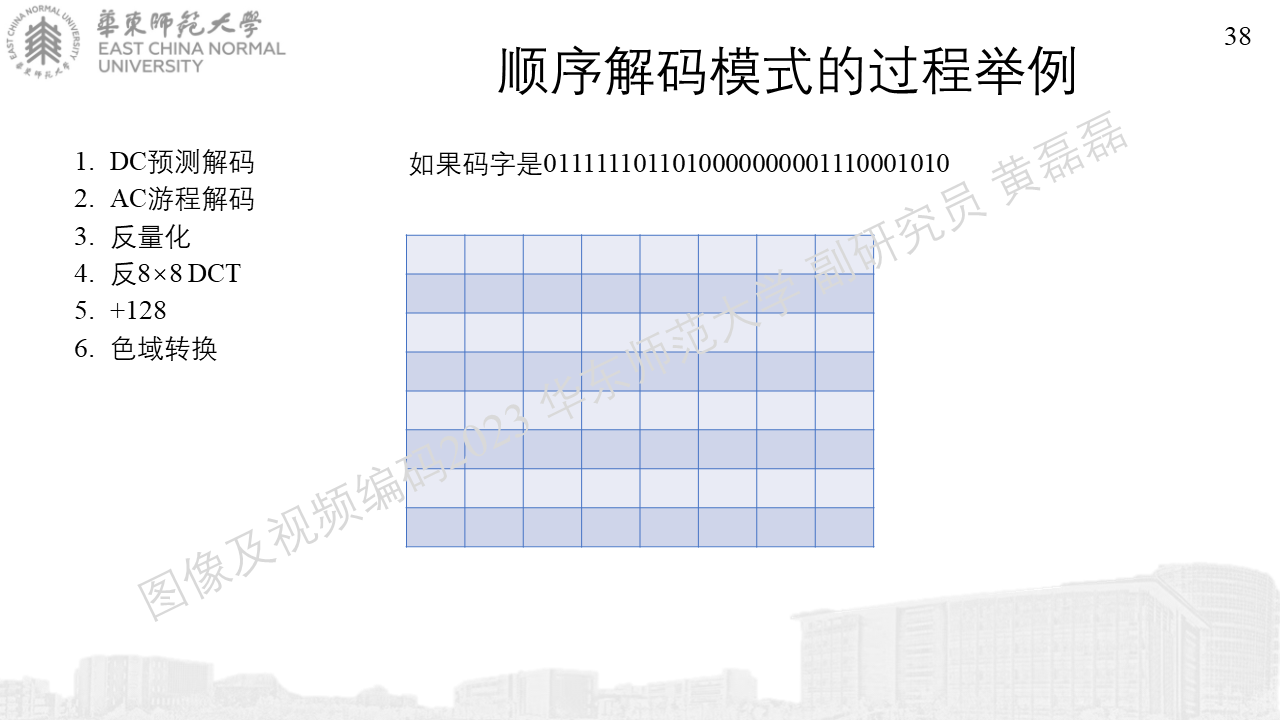 華東師範大學
EAST CHINA NORMAL
UNIVERSITY
EAST CHINA NORMAL UNIVERSITY
華東師範大學
38
顺序解码模式的过程举例
1. DC预测解码
2. AC游程解码
3. 反量化
4. 反8×8 DCT
5. +128
6. 色域转换
如果码字是0111111011010000000001110001010
图像及视频编码2023 华东师范大学 副研究员 黄磊磊